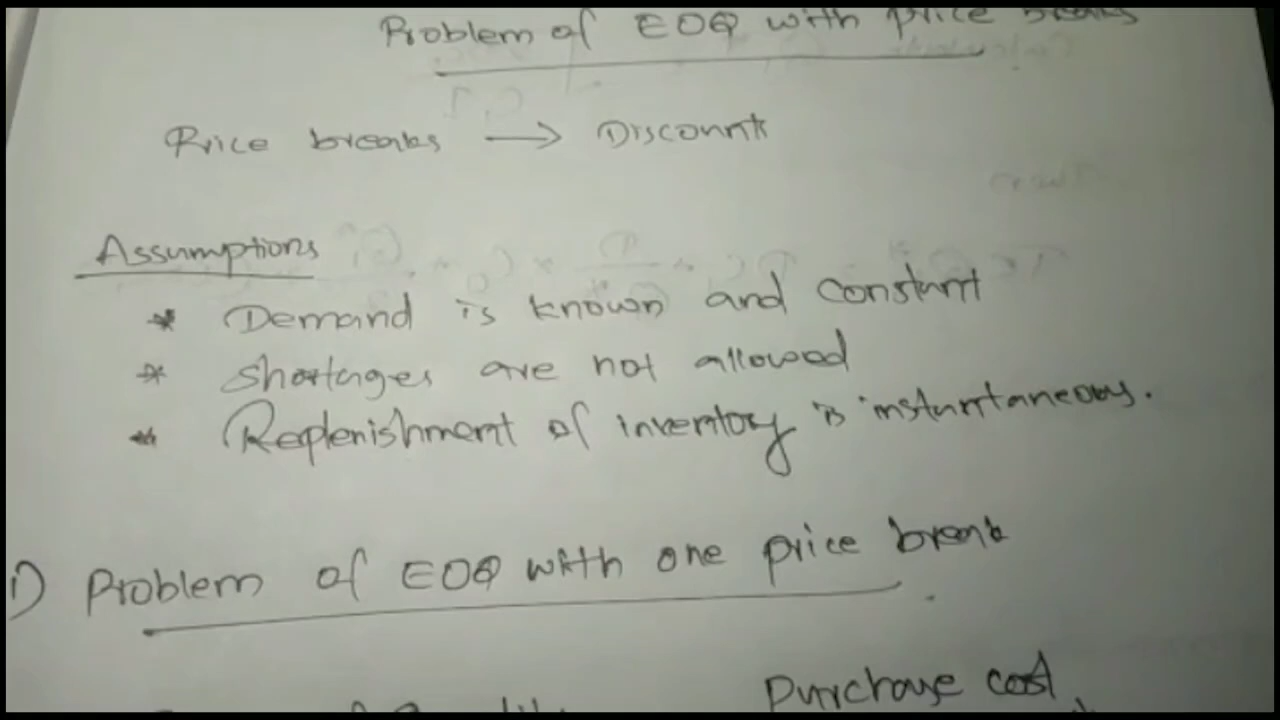 Problem of EOQ with price breaks
Price breaks → Discounts
Assumptions
* Demand is known and constant
* Shortages are not allowed
* Replenishment of inventory is instantaneous.
1) Problem of EOQ with one price break
Purchase cost